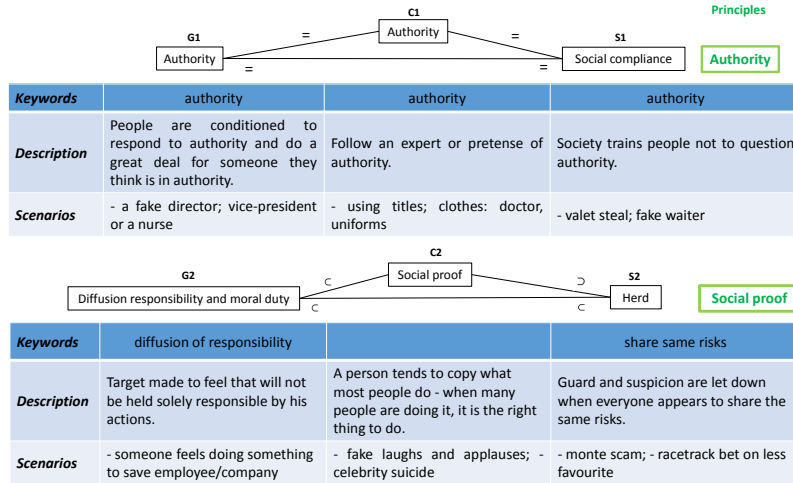 Principles
G1
C1
S1
Authority
Authority
Social compliance
Authority
=
=
=
=
Keywords authority authority authority
Description
People are conditioned to
respond to authority and do a
great deal for someone they
think is in authority.
Follow an expert or pretense of
authority.
Society trains people not to question
authority.
Scenarios
- a fake director; vice-president
or a nurse
- using titles; clothes: doctor,
uniforms
- valet steal; fake waiter
G2
C2
S2
Diffusion responsibility and moral duty
Social proof
Herd
Social proof
⊂
⊃
⊂
⊂
Keywords diffusion of responsibility share same risks
Description
Target made to feel that will not
be held solely responsible by his
actions.
A person tends to copy what
most people do - when many
people are doing it, it is the right
thing to do.
Guard and suspicion are let down
when everyone appears to share the
same risks.
Scenarios
- someone feels doing something
to save employee/company
- fake laughs and applauses; -
celebrity suicide
- monte scam; - racetrack bet on less
favourite